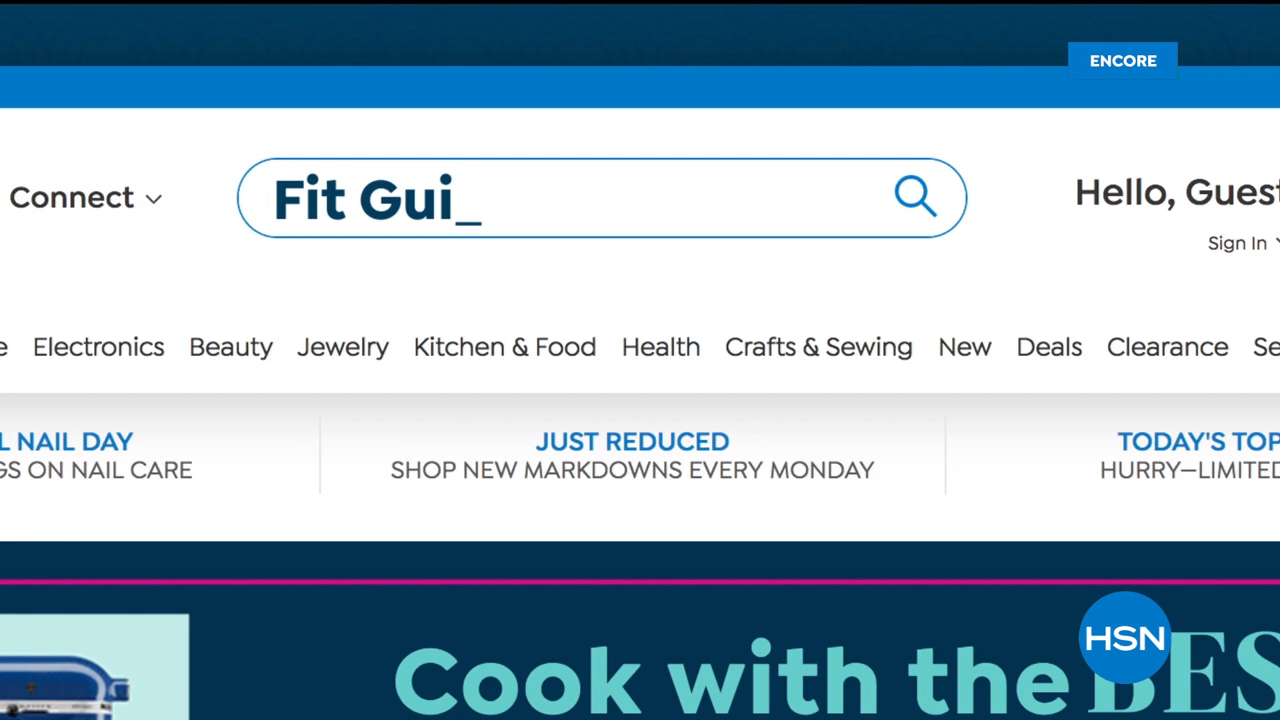 ENCORE
Connect
Fit Gui_
Hello, Guest
Sign In
Electronics Beauty Jewelry Kitchen & Food Health Crafts & Sewing New Deals Clearance Se
L NAIL DAY
GS ON NAIL CARE
JUST REDUCED
SHOP NEW MARKDOWNS EVERY MONDAY
TODAY'S TOP
HURRY—LIMITED
Cook with the BES
HSN